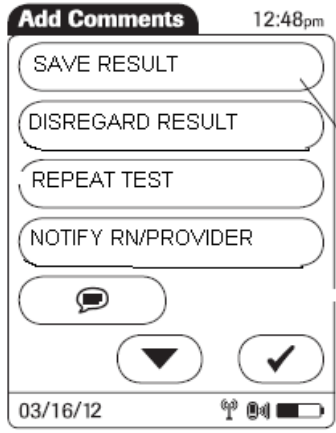 Add Comments 12:48pm
SAVE RESULT
DISREGARD RESULT
REPEAT TEST
NOTIFY RN/PROVIDER
03/16/12